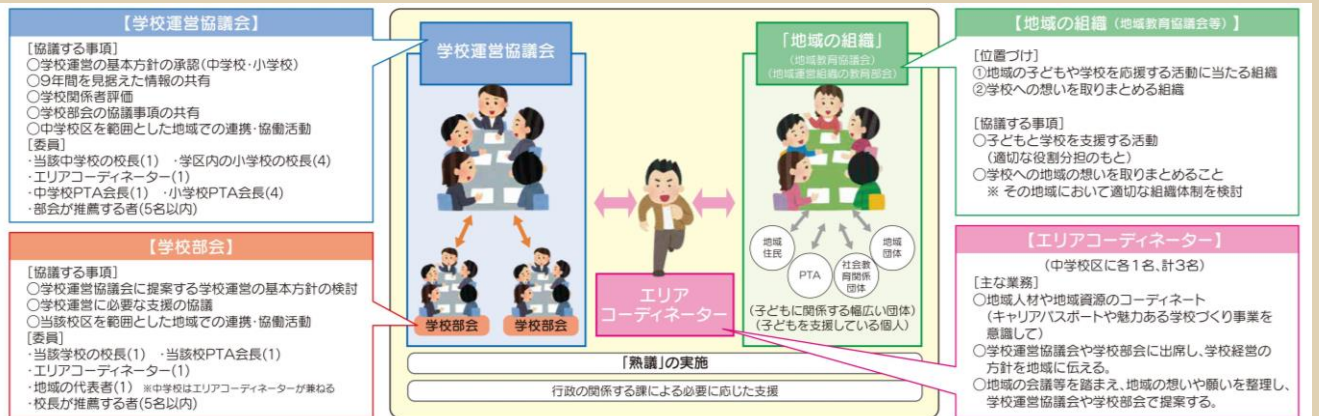 【学校運営協議会】
[協議する事項]
○学校運営の基本方針の承認(中学校・小学校)
○9年間を見据えた情報の共有
○学校関係者評価
○学校部会の協議事項の共有
○中学校区を範囲とした地域での連携・協働活動
[委員]
・当該中学校の校長(1) ・学区内の小学校の校長(4)
・エリアコーディネーター(1)
・中学校PTA会長(1) ・小学校PTA会長(4)
・部会が推薦する者(5名以内)
【学校部会】
[協議する事項]
○学校運営協議会に提案する学校運営の基本方針の検討
○学校運営に必要な支援の協議
○当該校区を範囲とした地域での連携・協働活動
[委員]
・当該学校の校長(1) ・当該校PTA会長(1)
・エリアコーディネーター(1)
・地域の代表者(1) ※中学校はエリアコーディネーターが兼ねる
・校長が推薦する者(5名以内)
学校運営協議会
学校部会
学校部会
エリア
コーディネーター
「地域の組織」
(地域教育協議会)
(地域運営組織の教育部会)
地域
住民
PTA
社会教
育関係
団体
地域
団体
(子どもに関係する幅広い団体)
(子どもを支援している個人)
「熟議」の実施
行政の関係する課による必要に応じた支援
【地域の組織(地域教育協議会等)】
[位置づけ]
①地域の子どもや学校を応援する活動に当たる組織
②学校への想いを取りまとめる組織
[協議する事項]
○子どもと学校を支援する活動
(適切な役割分担のもと)
○学校への地域の想いを取りまとめること
※ その地域において適切な組織体制を検討
【エリアコーディネーター】
(中学校区に各1名、計3名)
[主な業務]
○地域人材や地域資源のコーディネート
(キャリアパスポートや魅力ある学校づくり事業を
意識して)
○学校運営協議会や学校部会に出席し、学校経営の
方針を地域に伝える。
○地域の会議等を踏まえ、地域の想いや願いを整理し、
学校運営協議会や学校部会で提案する。